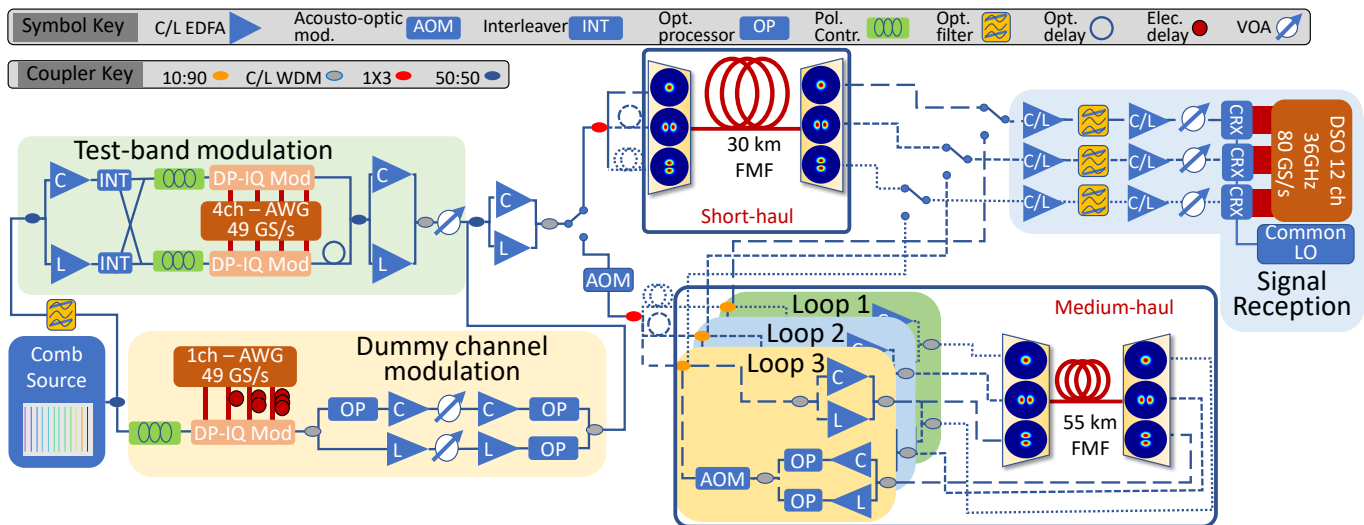 Symbol Key
C/L EDFA
Acousto-optic
mod.
AOM
Interleaver
INT
Opt.
processor
OP
Pol.
Contr.
Opt.
filter
Opt.
delay
Elec.
delay
VOA
Coupler Key
10:90
C/L WDM
1X3
50:50
Test-band modulation
C
INT
DP-IQ Mod
4ch – AWG
49 GS/s
L
INT
DP-IQ Mod
C
L
C
L
AOM
30 km
FMF
Short-haul
C/L
C/L
CRX
C/L
C/L
CRX
C/L
C/L
CRX
DSO 12 ch
36GHz
80 GS/s
Common
LO
Signal
Reception
Comb
Source
1ch – AWG
49 GS/s
DP-IQ Mod
Dummy channel
modulation
OP
C
C
OP
L
L
OP
Loop 1
C
Loop 2
C
Loop 3
C
L
AOM
OP
C
OP
L
Medium-haul
55 km
FMF